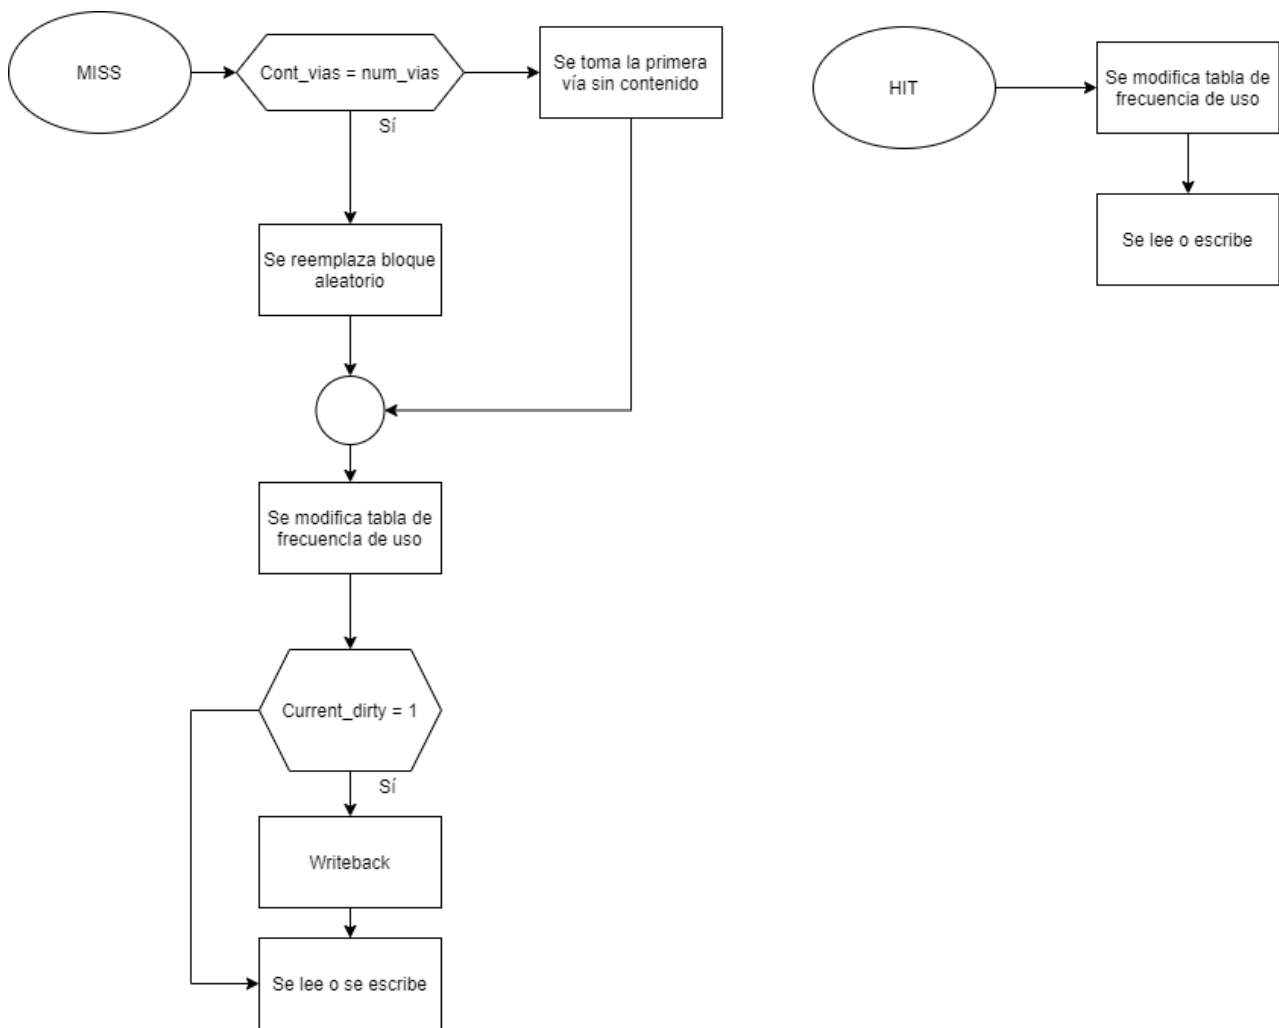 MISS
Cont_vias = num_vias
Se toma la primera
vía sin contenido
Sí
Se reemplaza bloque
aleatorio
Se modifica tabla de
frecuencia de uso
Current_dirty = 1
Sí
Writeback
Se lee o se escribe
HIT
Se modifica tabla de
frecuencia de uso
Se lee o escribe